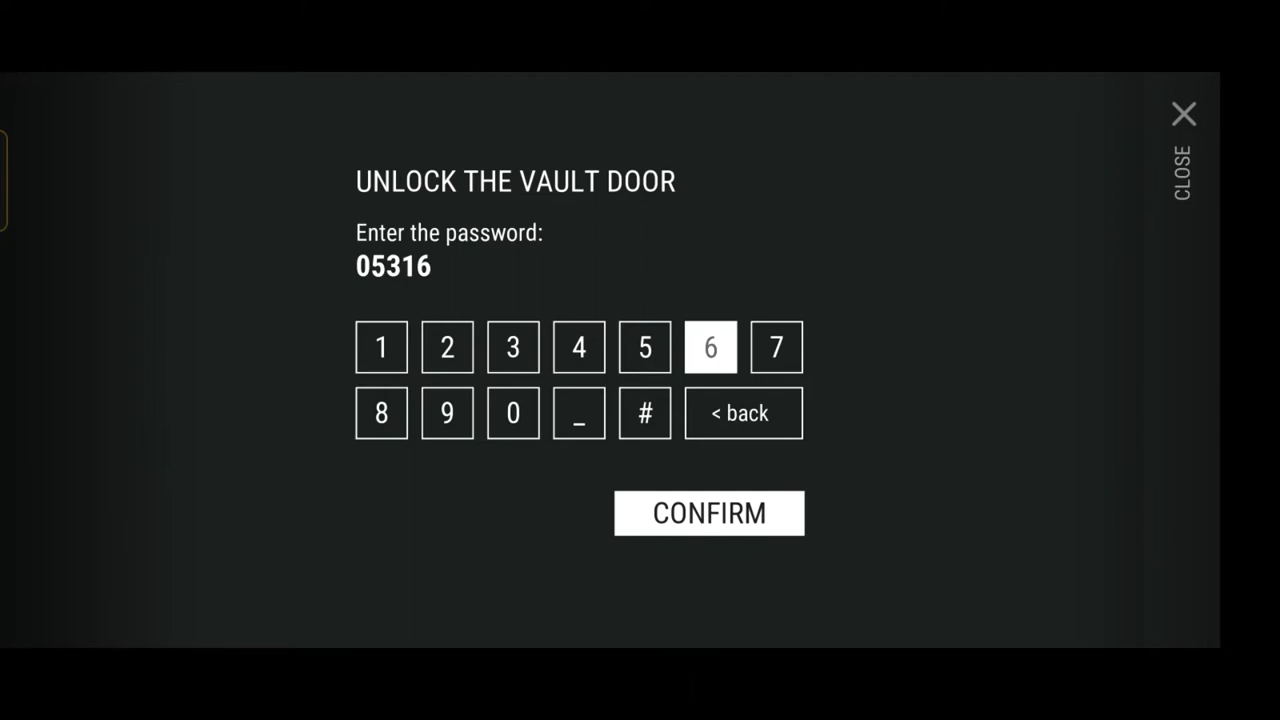 UNLOCK THE VAULT DOOR
Enter the password:
05316
1 2 3 4 5 6 7
8 9 0 _ # < back
CONFIRM
CLOSE